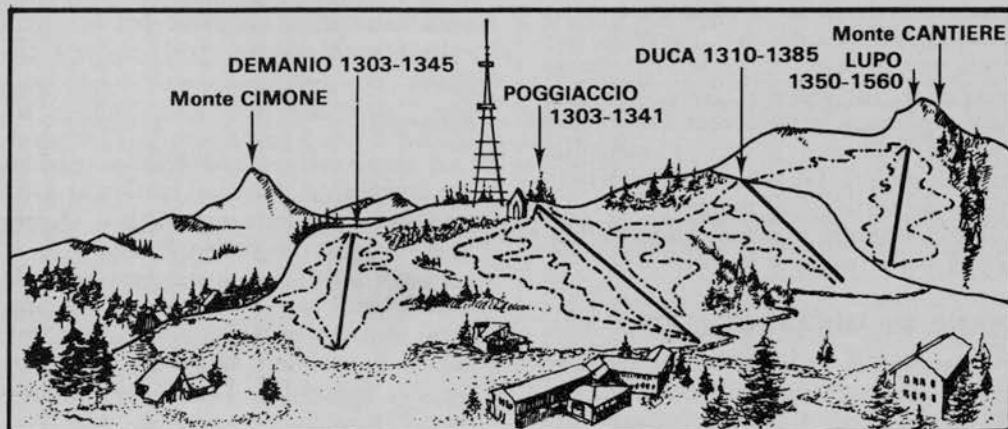 DEMANIO 1303-1345
Monte CIMONE
POGGIACCIO
1303-1341
DUCA 1310-1385
Monte CANTIERE
LUPO
1350-1560